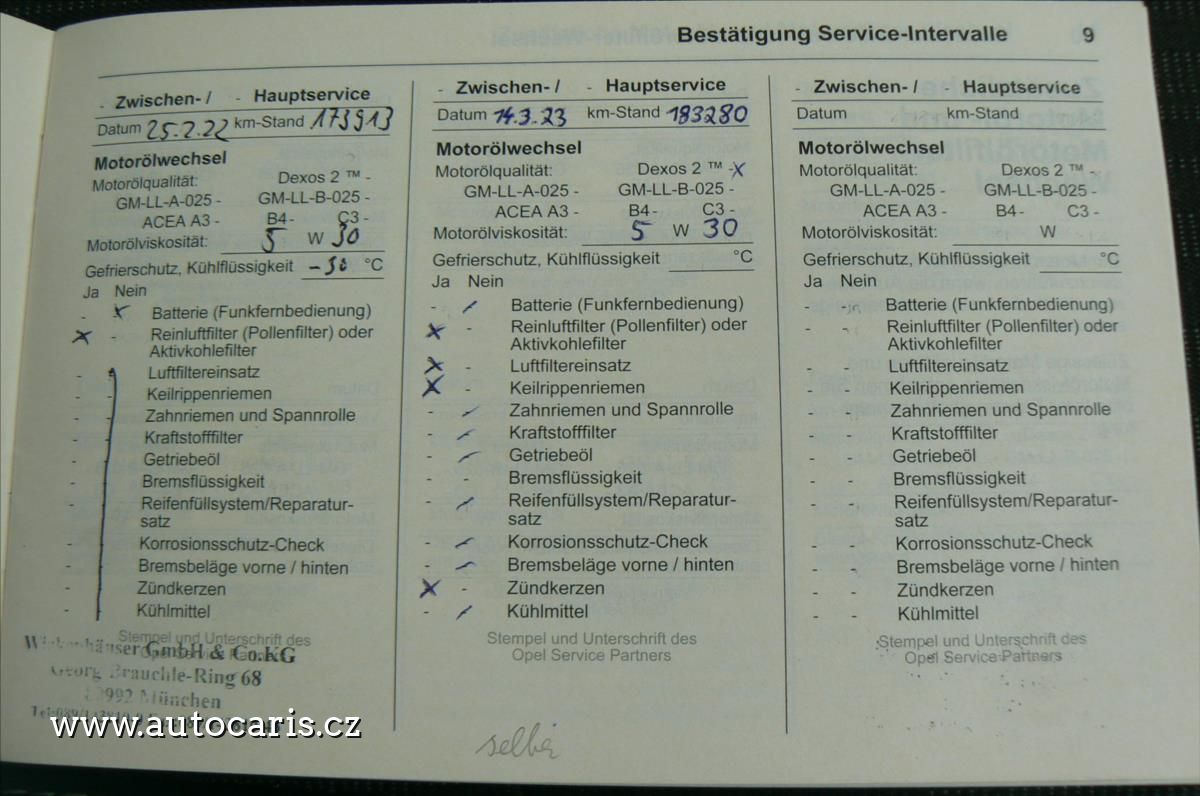 Bestätigung Service-Intervalle 9
- Zwischen- / - Hauptservice
Datum 25.2.22 km-Stand 173913
Motorölwechsel
Motorölqualität: Dexos 2 ™ -
GM-LL-A-025 - GM-LL-B-025 -
ACEA A3 - B4 - C3 -
Motorölviskosität: 5 W 30
Gefrierschutz, Kühlflüssigkeit -30 °C
Ja Nein
- x Batterie (Funkfernbedienung)
x - Reinluftfilter (Pollenfilter) oder
Aktivkohlefilter
- - Luftfiltereinsatz
- - Keilrippenriemen
- - Zahnriemen und Spannrolle
- - Kraftstofffilter
- - Getriebeöl
- - Bremsflüssigkeit
- - Reifenfüllsystem/Reparatur-
satz
- - Korrosionsschutz-Check
- - Bremsbeläge vorne / hinten
- - Zündkerzen
- - Kühlmittel
Stempel und Unterschrift des
Opel Service Partners
GmbH & Co.KG
Georg Brauchle-Ring 68
München
- Zwischen- / - Hauptservice
Datum 14.3.23 km-Stand 183280
Motorölwechsel
Motorölqualität: Dexos 2 ™ -x
GM-LL-A-025 - GM-LL-B-025 -
ACEA A3 - B4 - C3 -
Motorölviskosität: 5 W 30
Gefrierschutz, Kühlflüssigkeit °C
Ja Nein
- / Batterie (Funkfernbedienung)
x - Reinluftfilter (Pollenfilter) oder
Aktivkohlefilter
x - Luftfiltereinsatz
x - Keilrippenriemen
- / Zahnriemen und Spannrolle
- / Kraftstofffilter
- / Getriebeöl
- - Bremsflüssigkeit
- / Reifenfüllsystem/Reparatur-
satz
- / Korrosionsschutz-Check
- / Bremsbeläge vorne / hinten
x - Zündkerzen
- / Kühlmittel
Stempel und Unterschrift des
Opel Service Partners
selber
- Zwischen- / - Hauptservice
Datum km-Stand
Motorölwechsel
Motorölqualität: Dexos 2 ™ -
GM-LL-A-025 - GM-LL-B-025 -
ACEA A3 - B4 - C3 -
Motorölviskosität: W
Gefrierschutz, Kühlflüssigkeit °C
Ja Nein
- - Batterie (Funkfernbedienung)
- - Reinluftfilter (Pollenfilter) oder
Aktivkohlefilter
- - Luftfiltereinsatz
- - Keilrippenriemen
- - Zahnriemen und Spannrolle
- - Kraftstofffilter
- - Getriebeöl
- - Bremsflüssigkeit
- - Reifenfüllsystem/Reparatur-
satz
- - Korrosionsschutz-Check
- - Bremsbeläge vorne / hinten
- - Zündkerzen
- - Kühlmittel
Stempel und Unterschrift des
Opel Service Partners
www.autocaris.cz